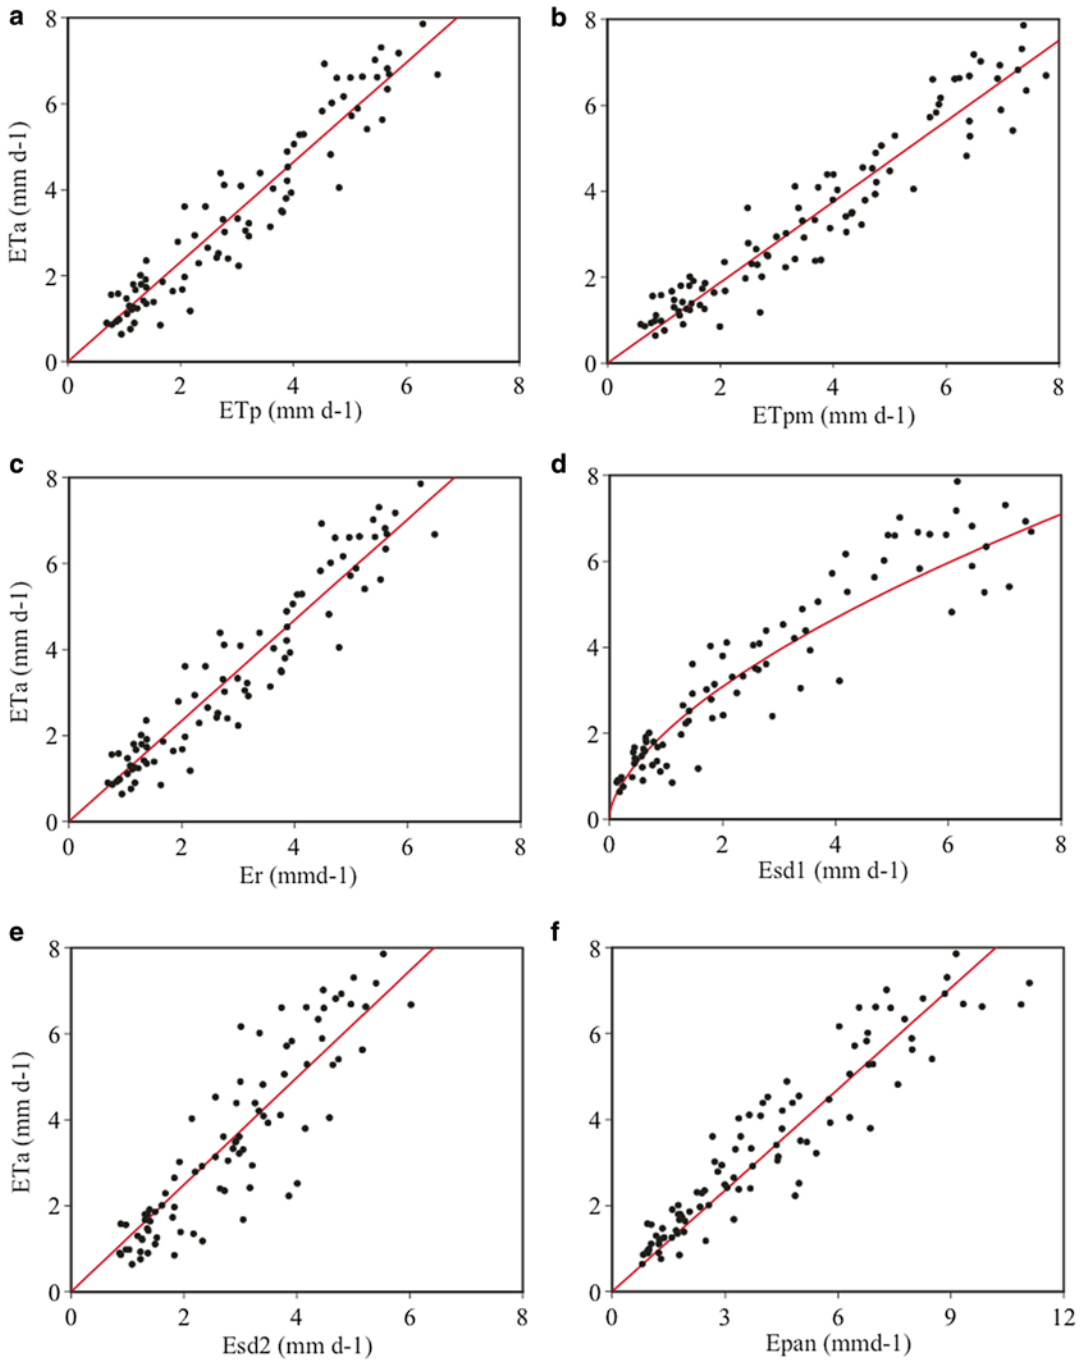 a
8
6
4
2
0
0 2 4 6 8
ETa (mm d-1)
ETp (mm d-1)
b
8
6
4
2
0
0 2 4 6 8
ETpm (mm d-1)
c
8
6
4
2
0
0 2 4 6 8
ETa (mm d-1)
Er (mmd-1)
d
8
6
4
2
0
0 2 4 6 8
Esd1 (mm d-1)
e
8
6
4
2
0
0 2 4 6 8
ETa (mm d-1)
Esd2 (mm d-1)
f
8
6
4
2
0
0 3 6 9 12
Epan (mmd-1)